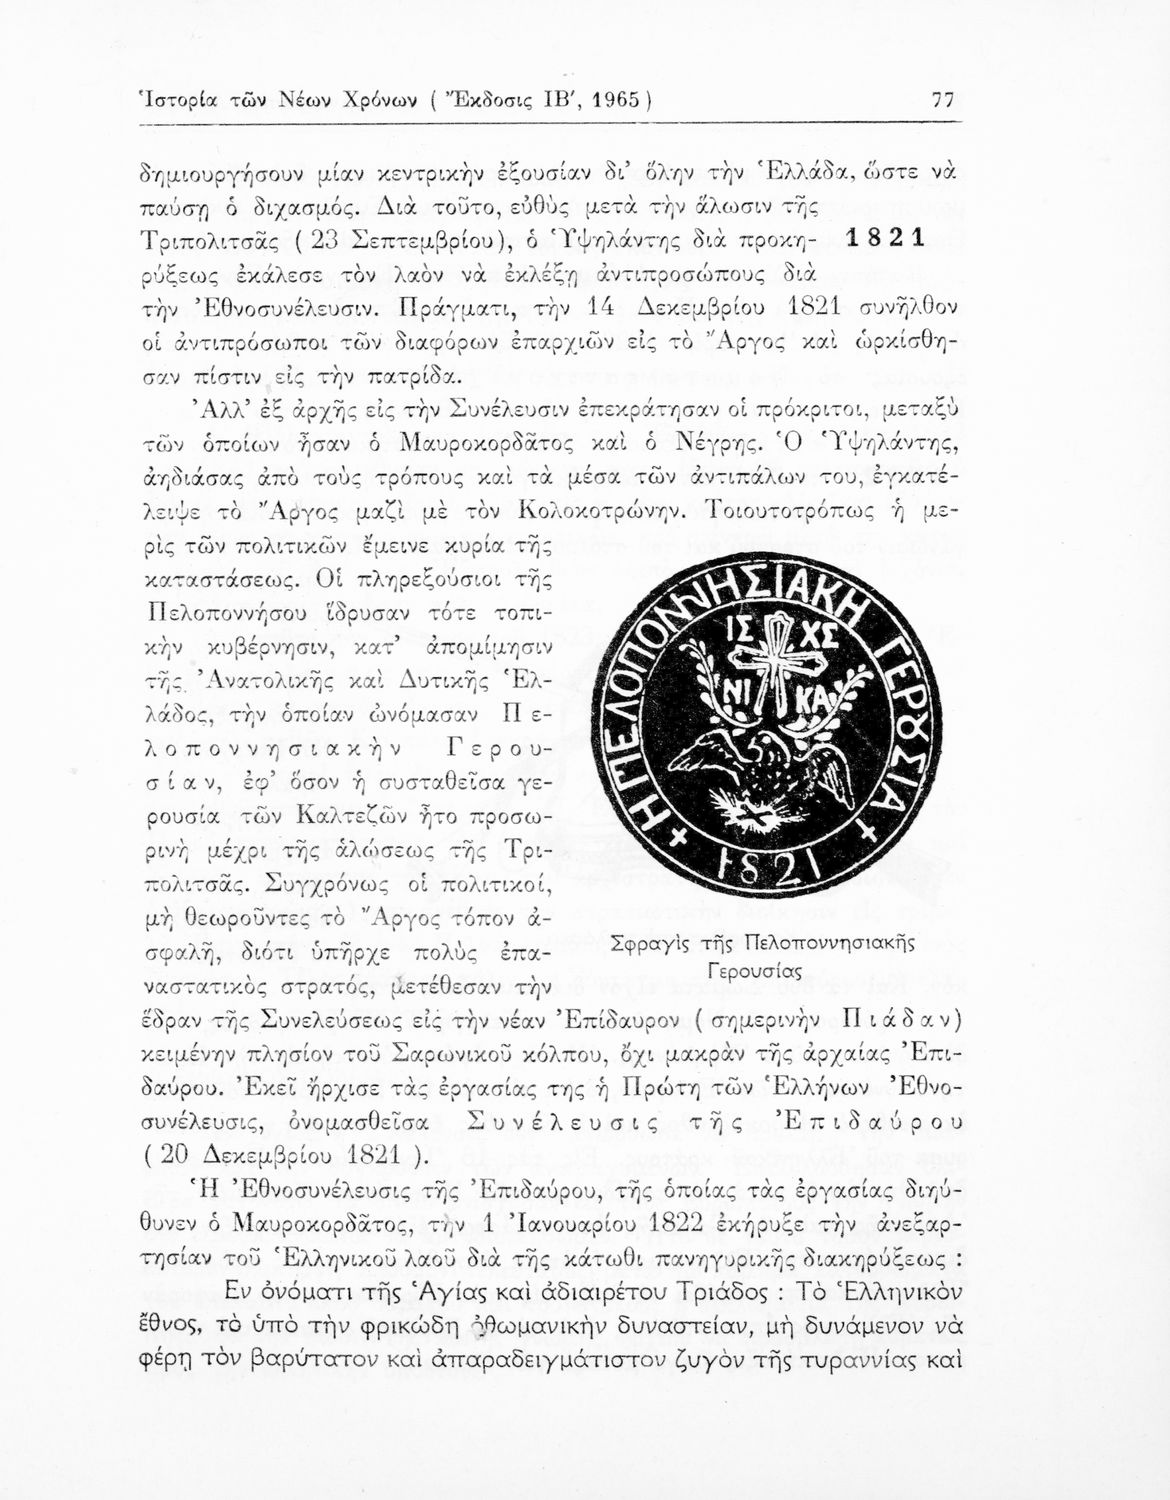 Ἱστορία τῶν Νέων Χρόνων ( Ἔκδοσις ΙΒ′, 1965 ) 77
δημιουργήσουν μίαν κεντρικὴν ἐξουσίαν δι’ ὅλην τὴν Ἑλλάδα, ὥστε νὰ
παύσῃ ὁ διχασμός. Διὰ τοῦτο, εὐθὺς μετὰ τὴν ἅλωσιν τῆς
Τριπολιτσᾶς ( 23 Σεπτεμβρίου), ὁ Ὑψηλάντης διὰ προκη- 1821
ρύξεως ἐκάλεσε τὸν λαὸν νὰ ἐκλέξῃ ἀντιπροσώπους διὰ
τὴν Ἐθνοσυνέλευσιν. Πράγματι, τὴν 14 Δεκεμβρίου 1821 συνῆλθον
οἱ ἀντιπρόσωποι τῶν διαφόρων ἐπαρχιῶν εἰς τὸ Ἄργος καὶ ὡρκίσθη-
σαν πίστιν εἰς τὴν πατρίδα.
Ἀλλ’ ἐξ ἀρχῆς εἰς τὴν Συνέλευσιν ἐπεκράτησαν οἱ πρόκριτοι, μεταξὺ
τῶν ὁποίων ἦσαν ὁ Μαυροκορδᾶτος καὶ ὁ Νέγρης. Ὁ Ὑψηλάντης,
ἀηδιάσας ἀπὸ τοὺς τρόπους καὶ τὰ μέσα τῶν ἀντιπάλων του, ἐγκατέ-
λειψε τὸ Ἄργος μαζὶ μὲ τὸν Κολοκοτρώνην. Τοιουτοτρόπως ἡ με-
ρὶς τῶν πολιτικῶν ἔμεινε κυρία τῆς
καταστάσεως. Οἱ πληρεξούσιοι τῆς
Πελοποννήσου ἵδρυσαν τότε τοπι-
κὴν κυβέρνησιν, κατ’ ἀπομίμησιν
τῆς Ἀνατολικῆς καὶ Δυτικῆς Ἑλ-
λάδος, τὴν ὁποίαν ὠνόμασαν Πε-
λοποννησιακὴν Γερου-
σίαν, ἐφ’ ὅσον ἡ συσταθεῖσα γε-
ρουσία τῶν Καλτεζῶν ἦτο προσω-
ρινὴ μέχρι τῆς ἁλώσεως τῆς Τρι-
πολιτσᾶς. Συγχρόνως οἱ πολιτικοί,
μὴ θεωροῦντες τὸ Ἄργος τόπον ἀ-
σφαλῆ, διότι ὑπῆρχε πολὺς ἐπα-
ναστατικὸς στρατός, μετέθεσαν τὴν
Η ΠΕΛΟΠΟΝΝΗΣΙΑΚΗ ΓΕΡȣΣΙΑ
ΙΣ ΧΣ
ΝΙ ΚΑ
1821
Σφραγὶς τῆς Πελοποννησιακῆς
Γερουσίας
ἕδραν τῆς Συνελεύσεως εἰς τὴν νέαν Ἐπίδαυρον ( σημερινὴν Πιάδαν)
κειμένην πλησίον τοῦ Σαρωνικοῦ κόλπου, ὄχι μακρὰν τῆς ἀρχαίας Ἐπι-
δαύρου. Ἐκεῖ ἤρχισε τὰς ἐργασίας της ἡ Πρώτη τῶν Ἑλλήνων Ἐθνο-
συνέλευσις, ὀνομασθεῖσα Συνέλευσις τῆς Ἐπιδαύρου
( 20 Δεκεμβρίου 1821 ).
Ἡ Ἐθνοσυνέλευσις τῆς Ἐπιδαύρου, τῆς ὁποίας τὰς ἐργασίας διηύ-
θυνεν ὁ Μαυροκορδᾶτος, τὴν 1 Ἰανουαρίου 1822 ἐκήρυξε τὴν ἀνεξαρ-
τησίαν τοῦ Ἑλληνικοῦ λαοῦ διὰ τῆς κάτωθι πανηγυρικῆς διακηρύξεως :
Εν ὀνόματι τῆς Ἁγίας καὶ ἀδιαιρέτου Τριάδος : Τὸ Ἑλληνικὸν
ἔθνος, τὸ ὑπὸ τὴν φρικώδη ὀθωμανικὴν δυναστείαν, μὴ δυνάμενον νὰ
φέρῃ τὸν βαρύτατον καὶ ἀπαραδειγμάτιστον ζυγὸν τῆς τυραννίας καὶ